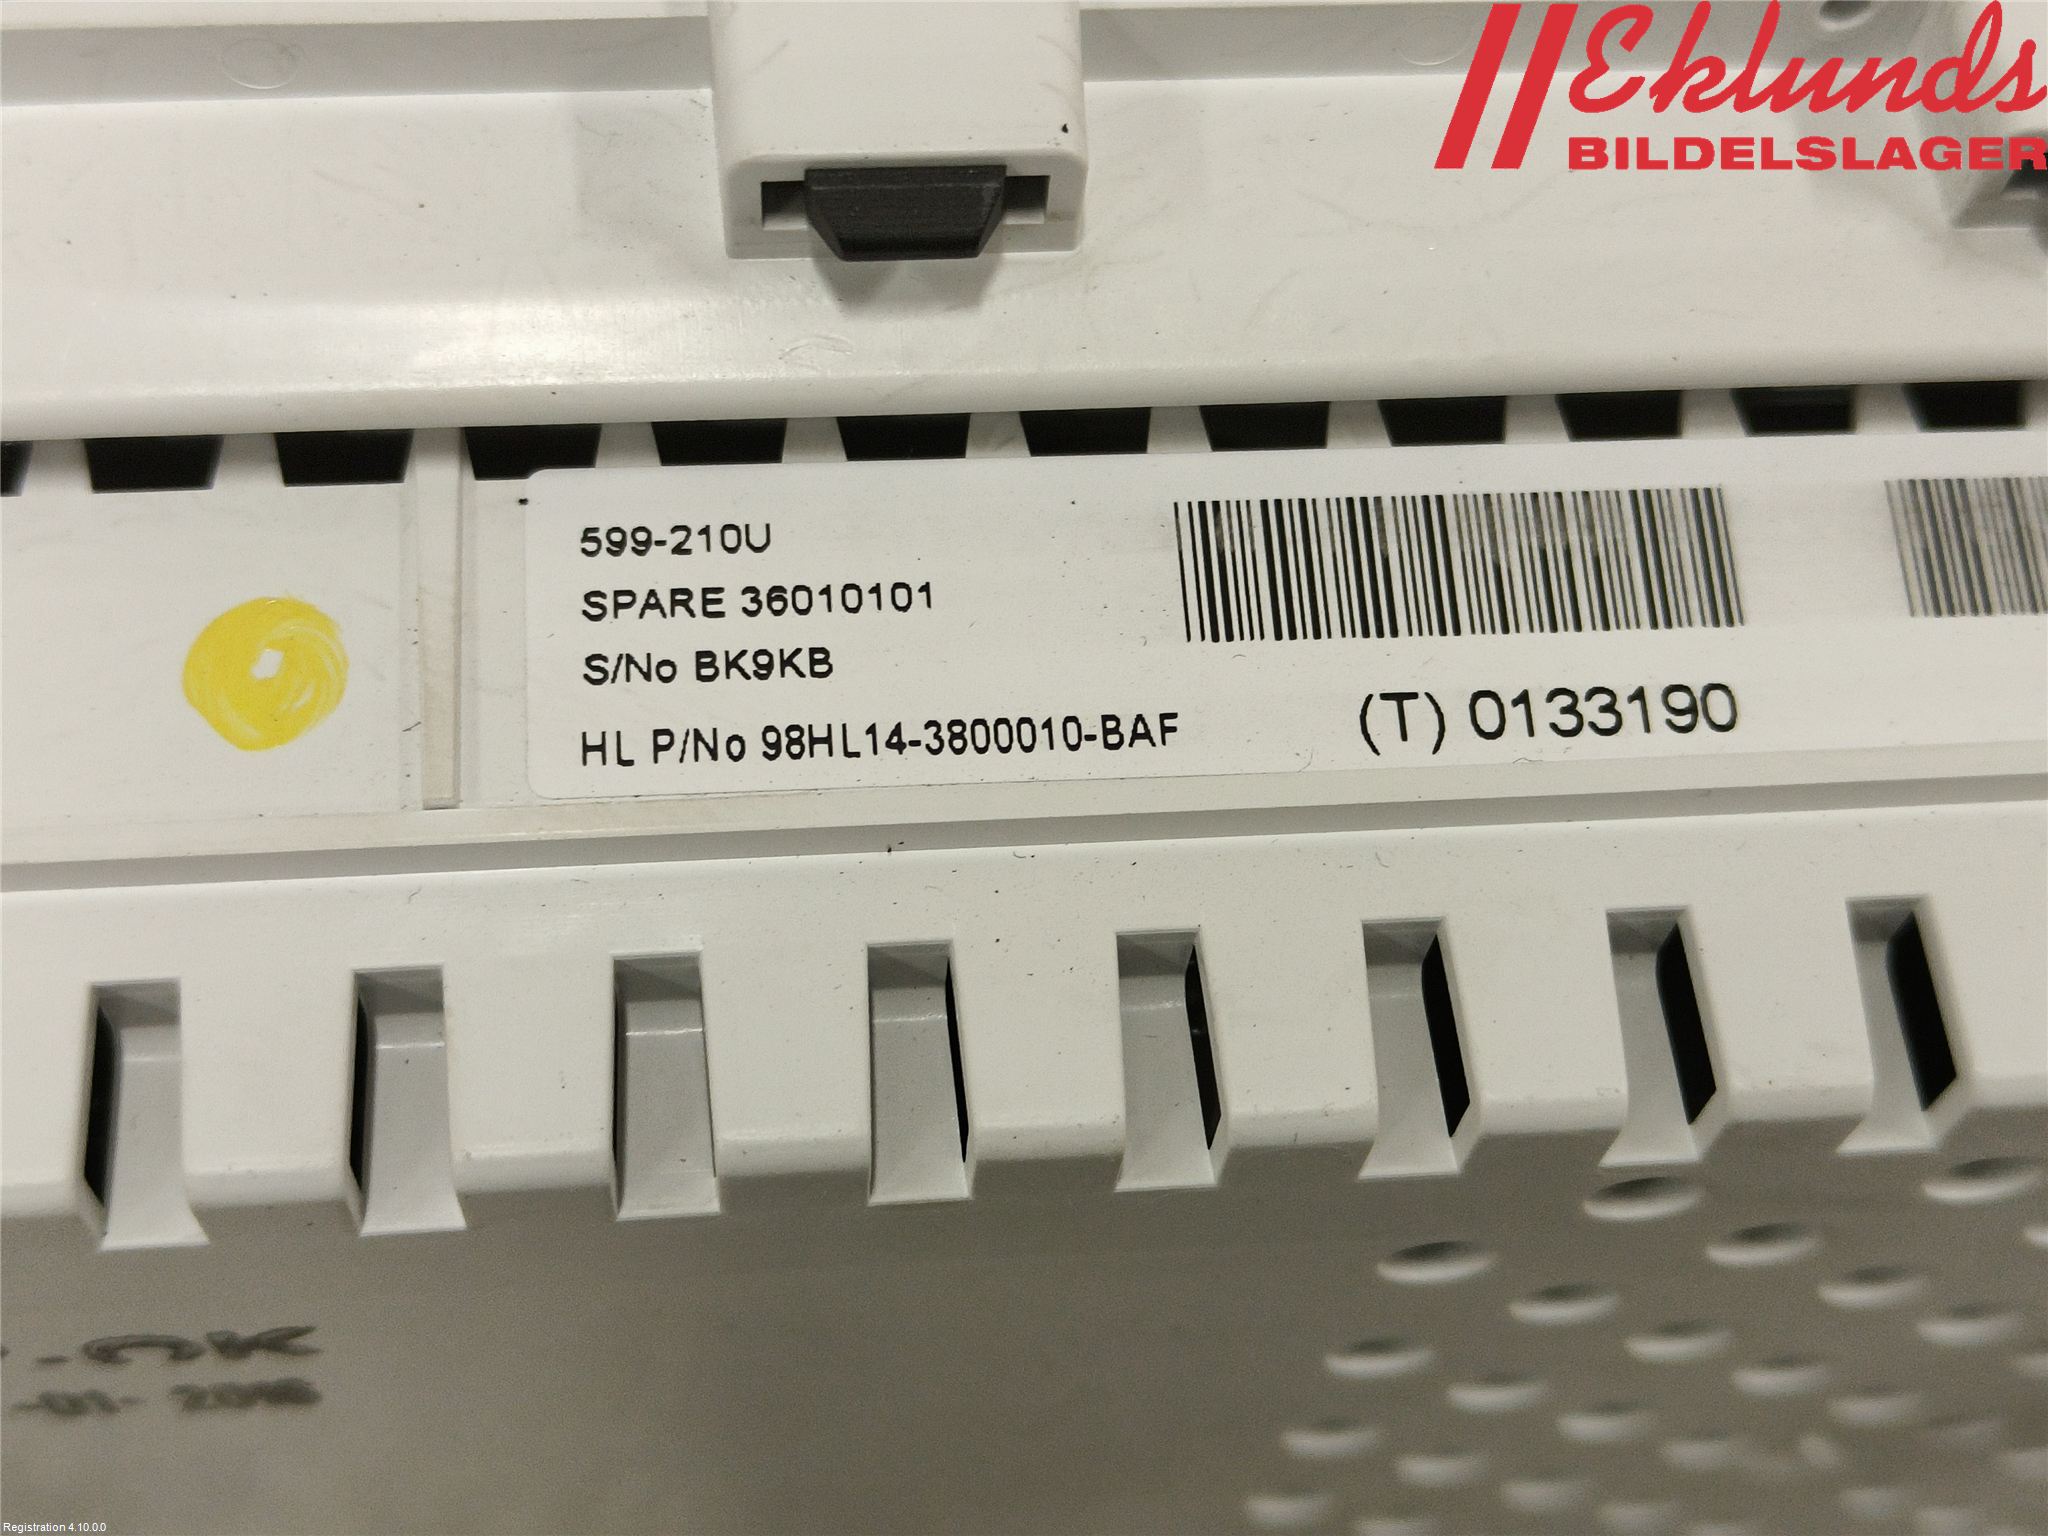 Eklunds
BILDELSLAGER
599-210U
SPARE 36010101
S/No BK9KB
HL P/No 98HL14-3800010-BAF
(T) 0133190
Registration 4.10.0.0